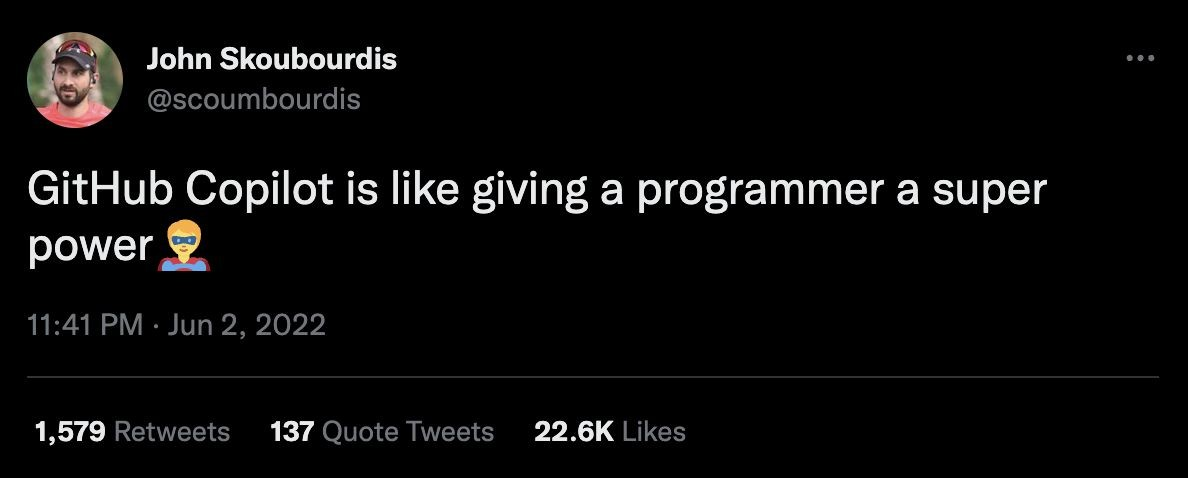 John Skoubourdis
@scoumbourdis
GitHub Copilot is like giving a programmer a super
power🦸
11:41 PM · Jun 2, 2022
1,579 Retweets 137 Quote Tweets 22.6K Likes